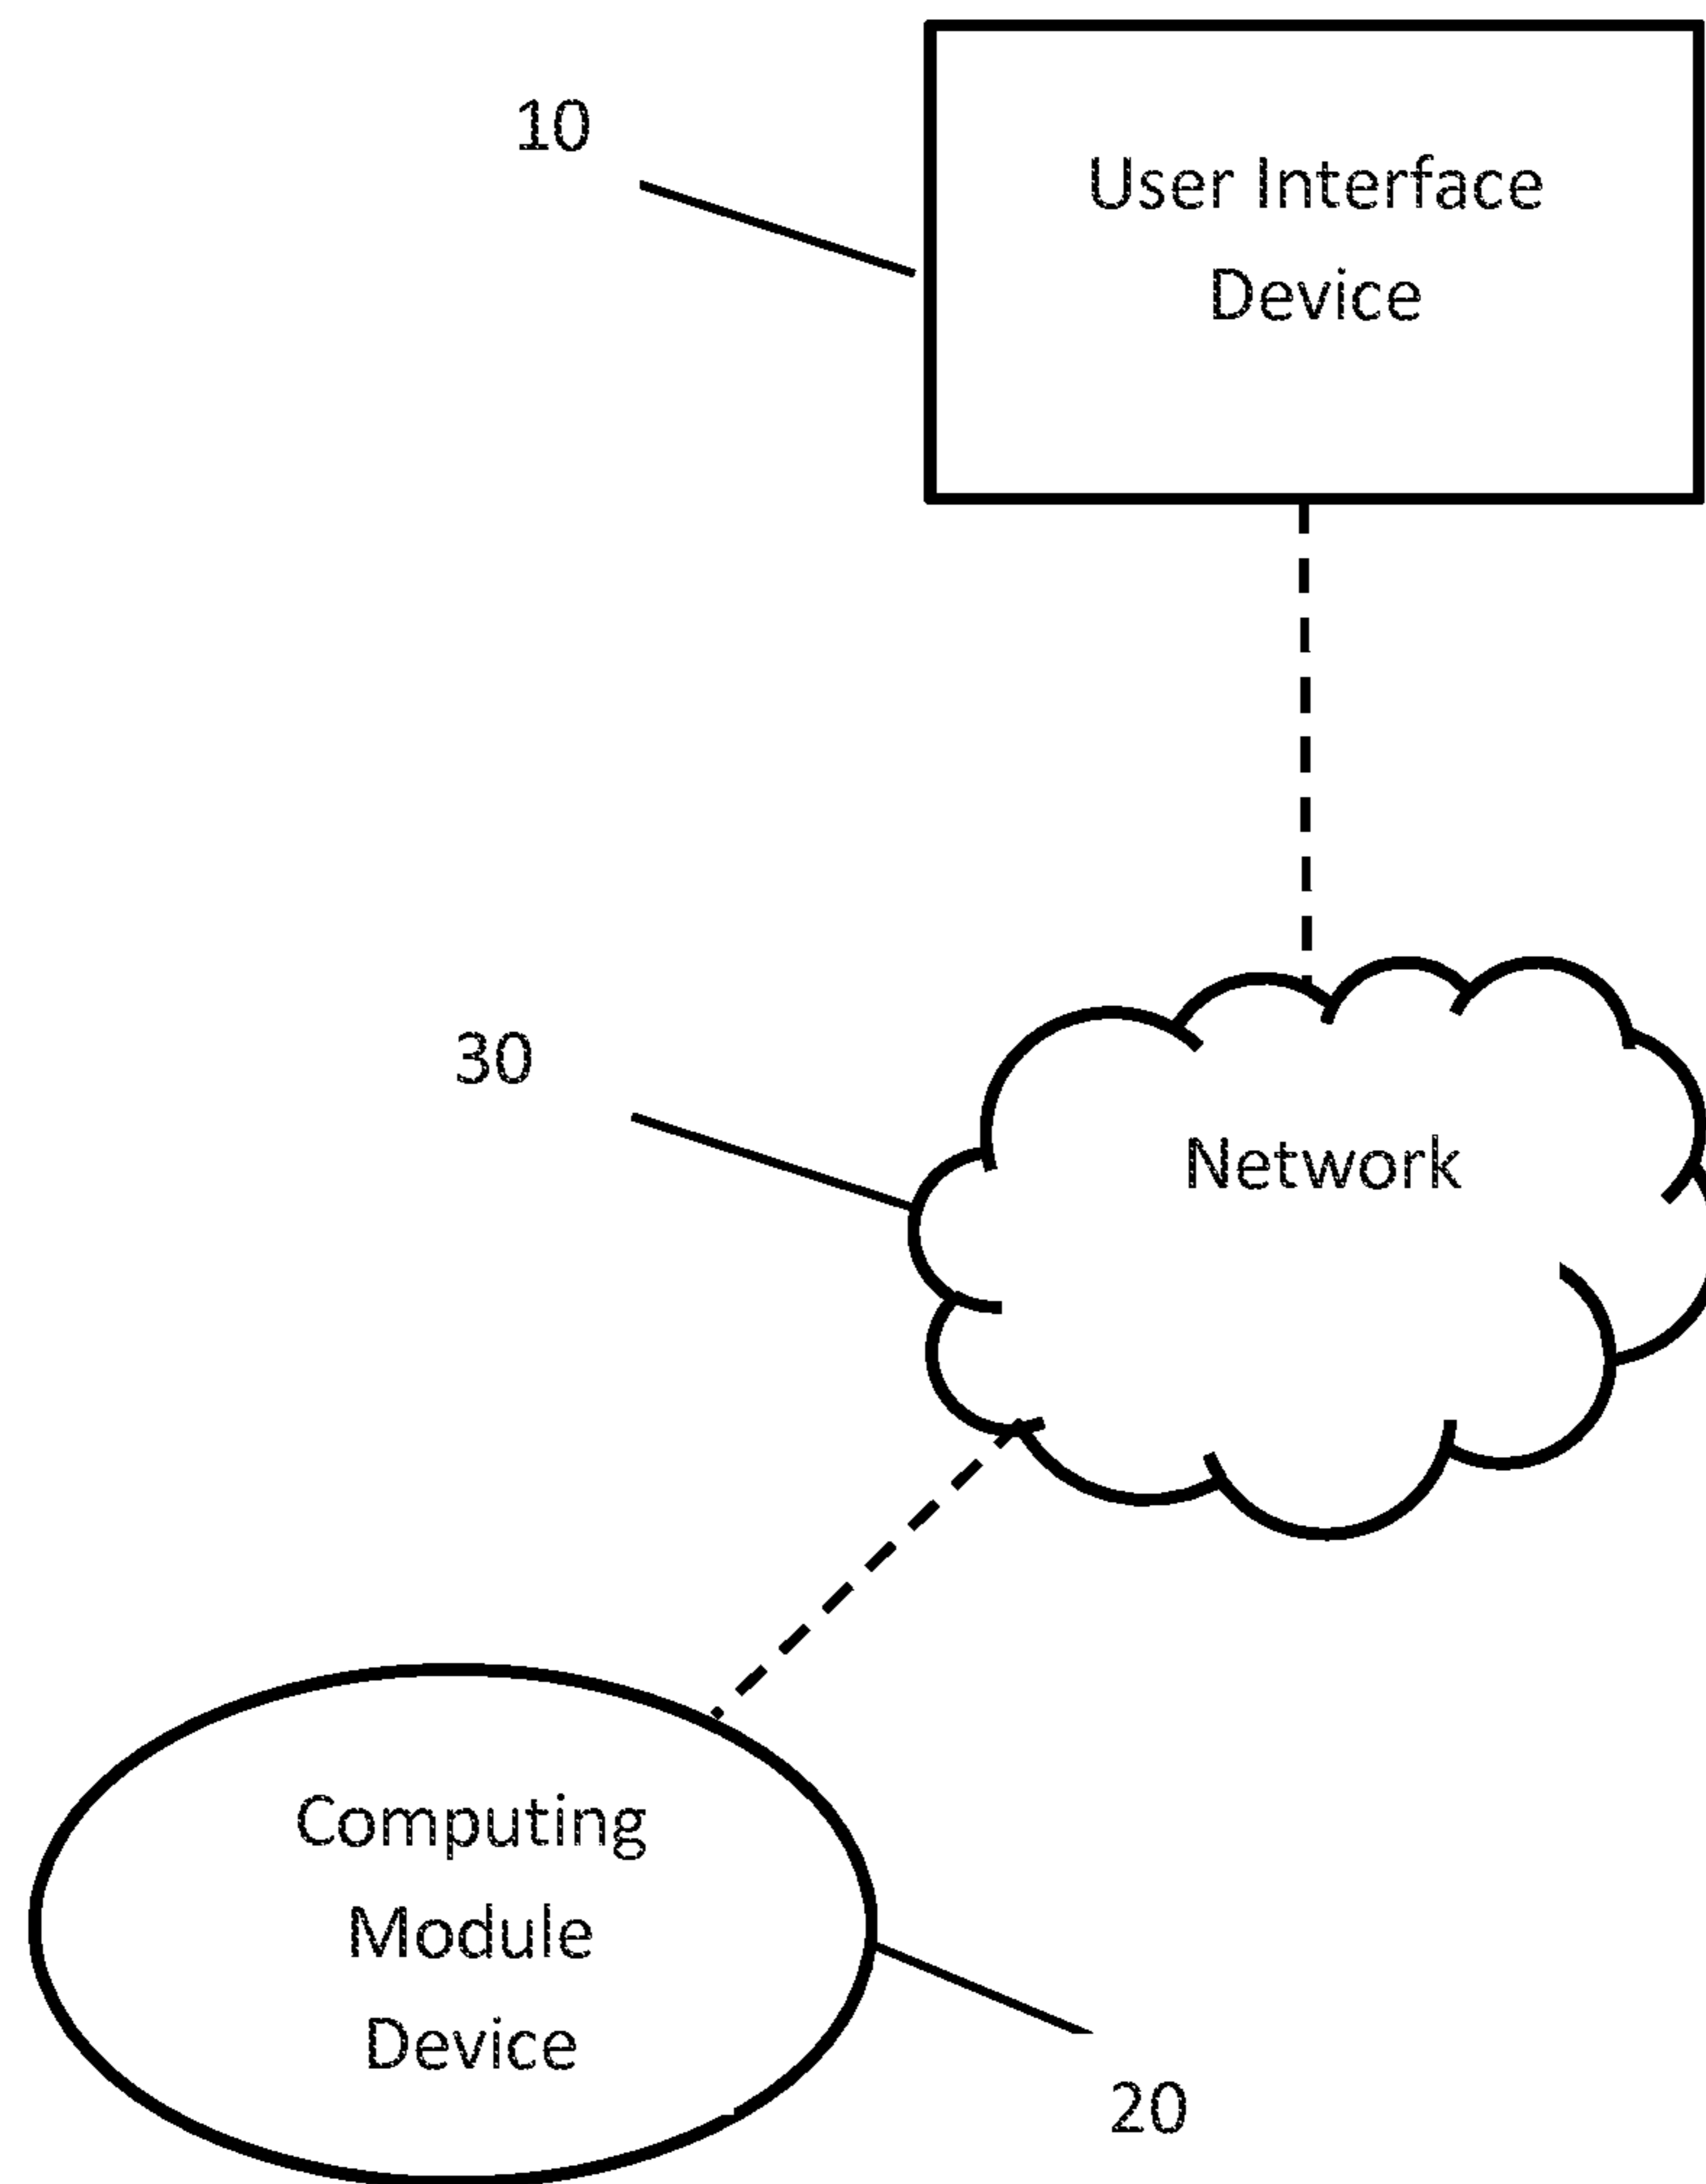 10
User Interface
Device
30
Network
Computing
Module
Device
20